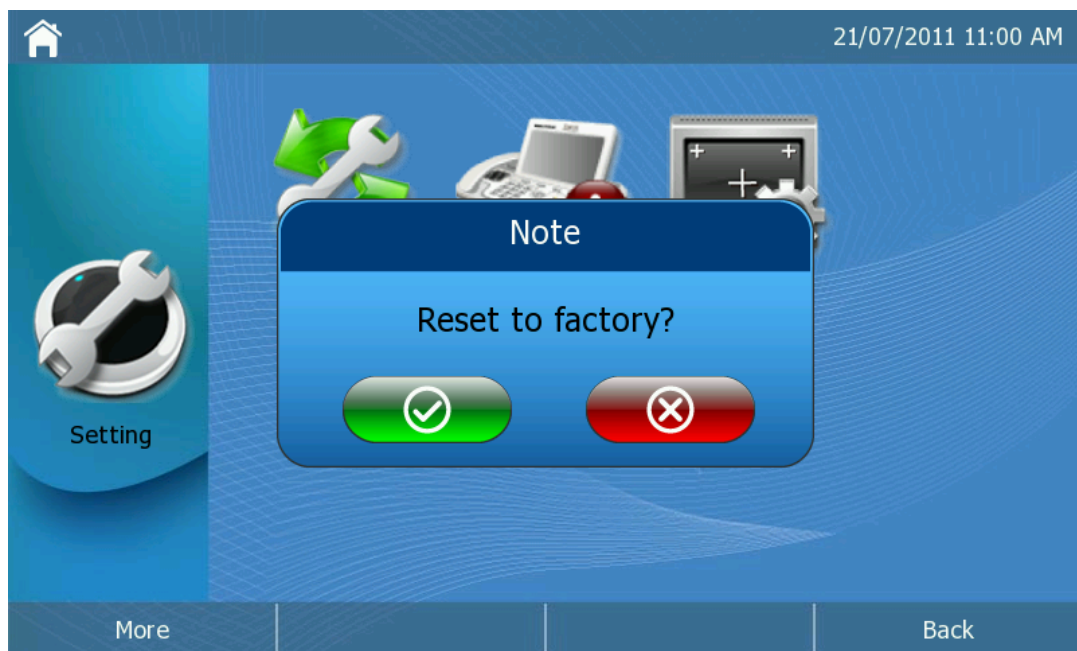 21/07/2011 11:00 AM
Note
Reset to factory?
Setting
More
Back